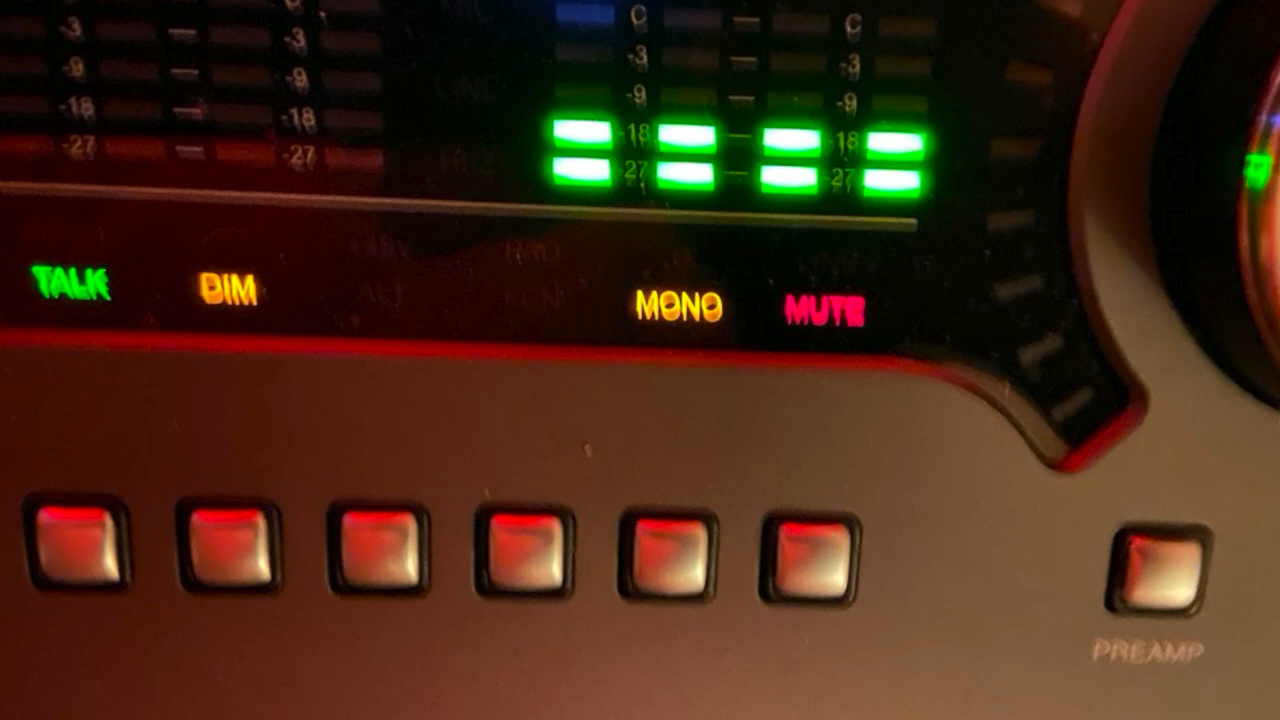 C C
-3 -3 -3 -3
-9 -9 -9 -9
-18 -18 18 18
-27 -27 27 27
TALK DIM MONO MUTE
PREAMP